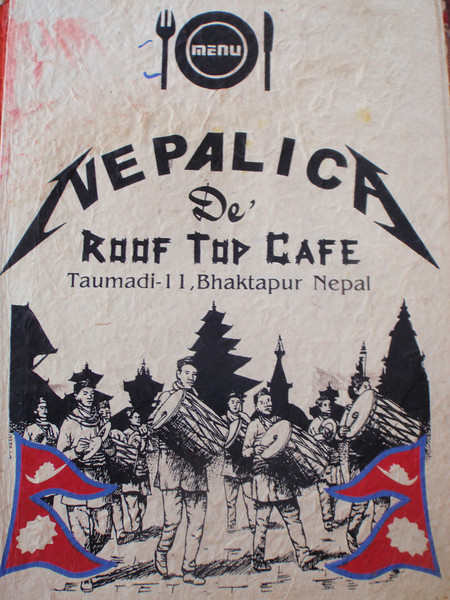 MENU
NEPALICA
De'
ROOF TOP CAFE
Taumadi-11, Bhaktapur Nepal